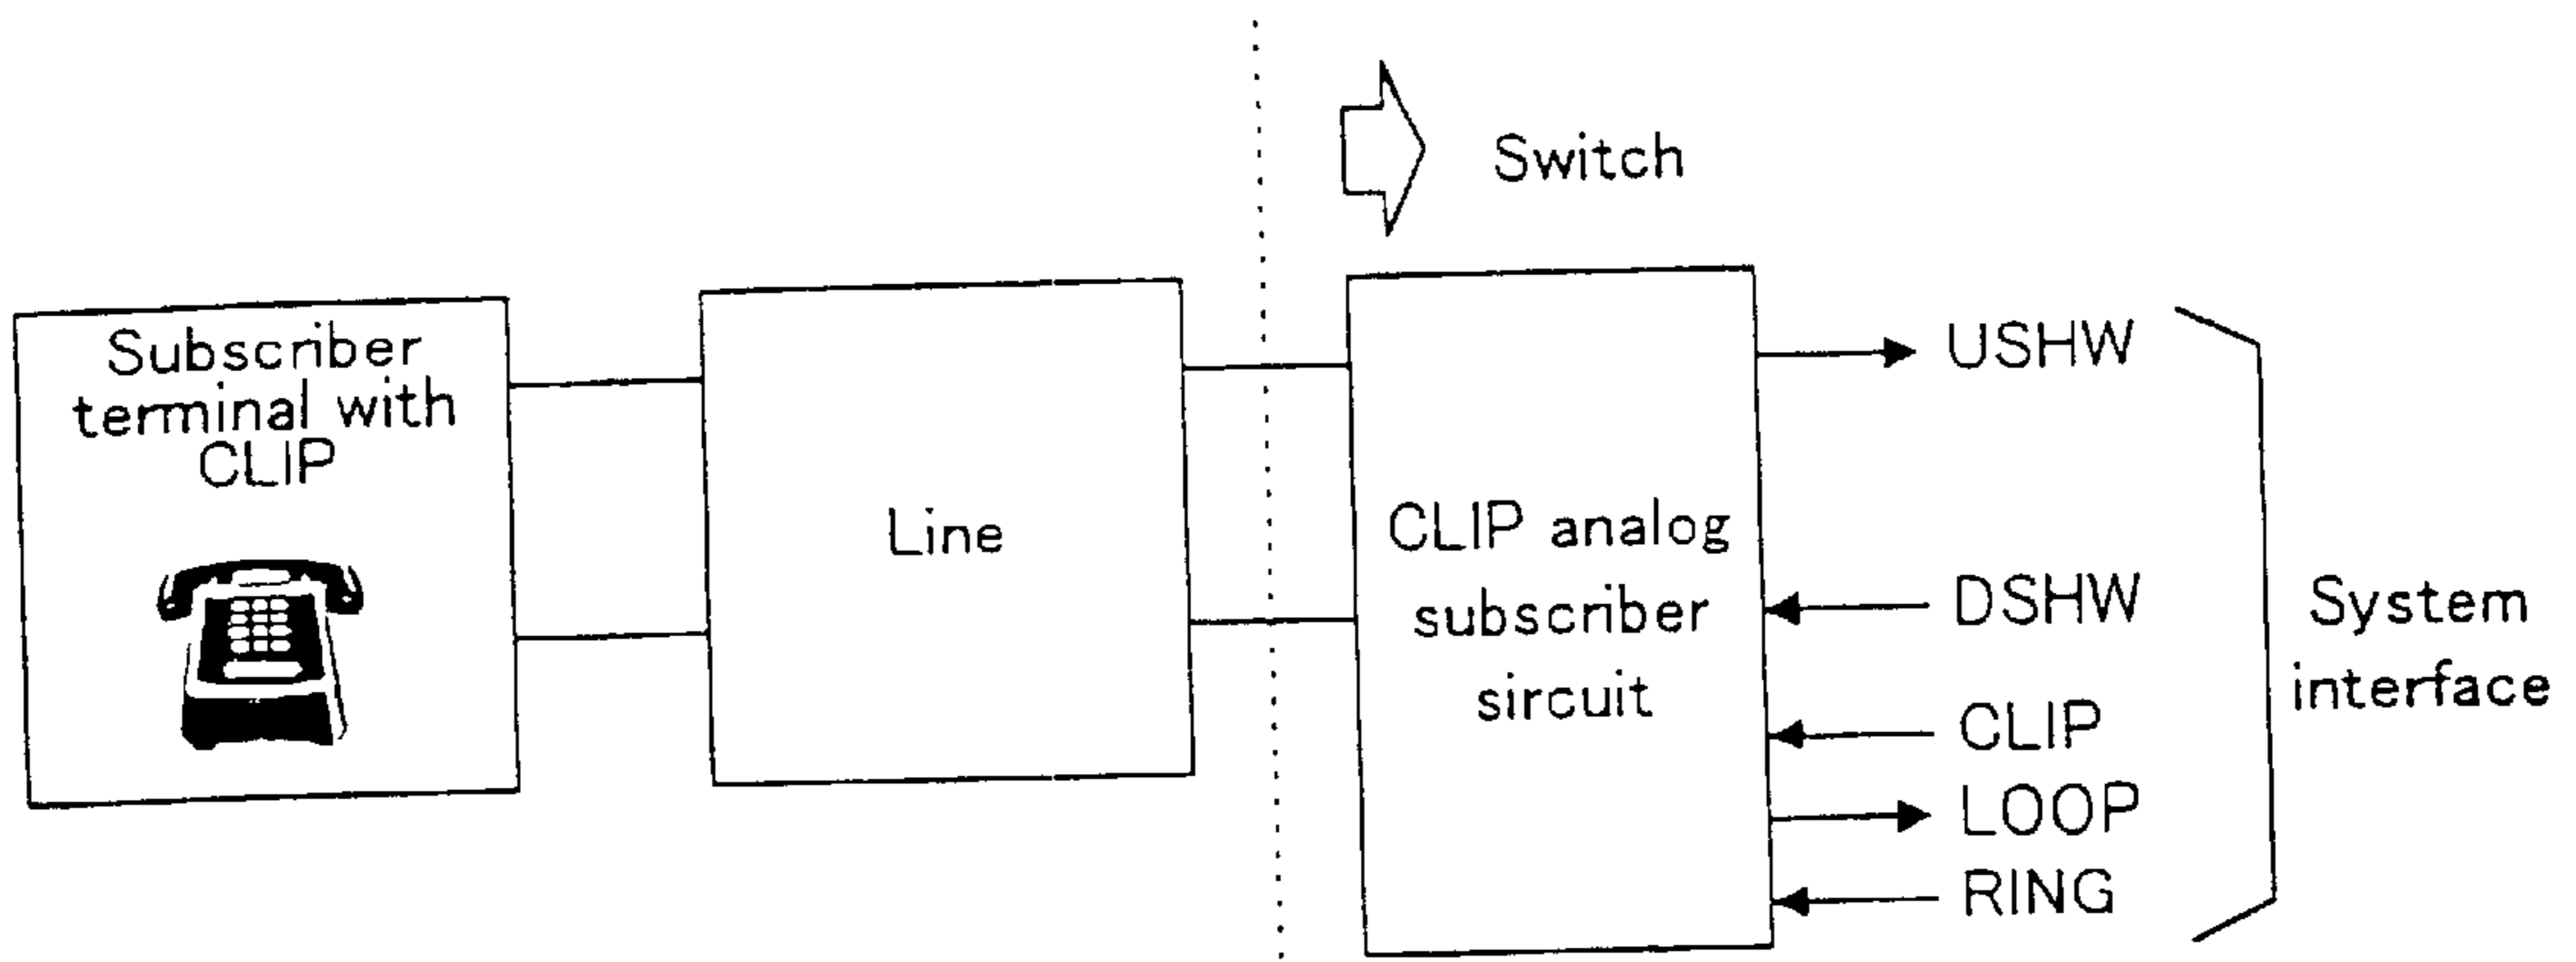 Switch
Subscriber
terminal with
CLIP
Line
CLIP analog
subscriber
sircuit
USHW
DSHW
CLIP
LOOP
RING
System
interface